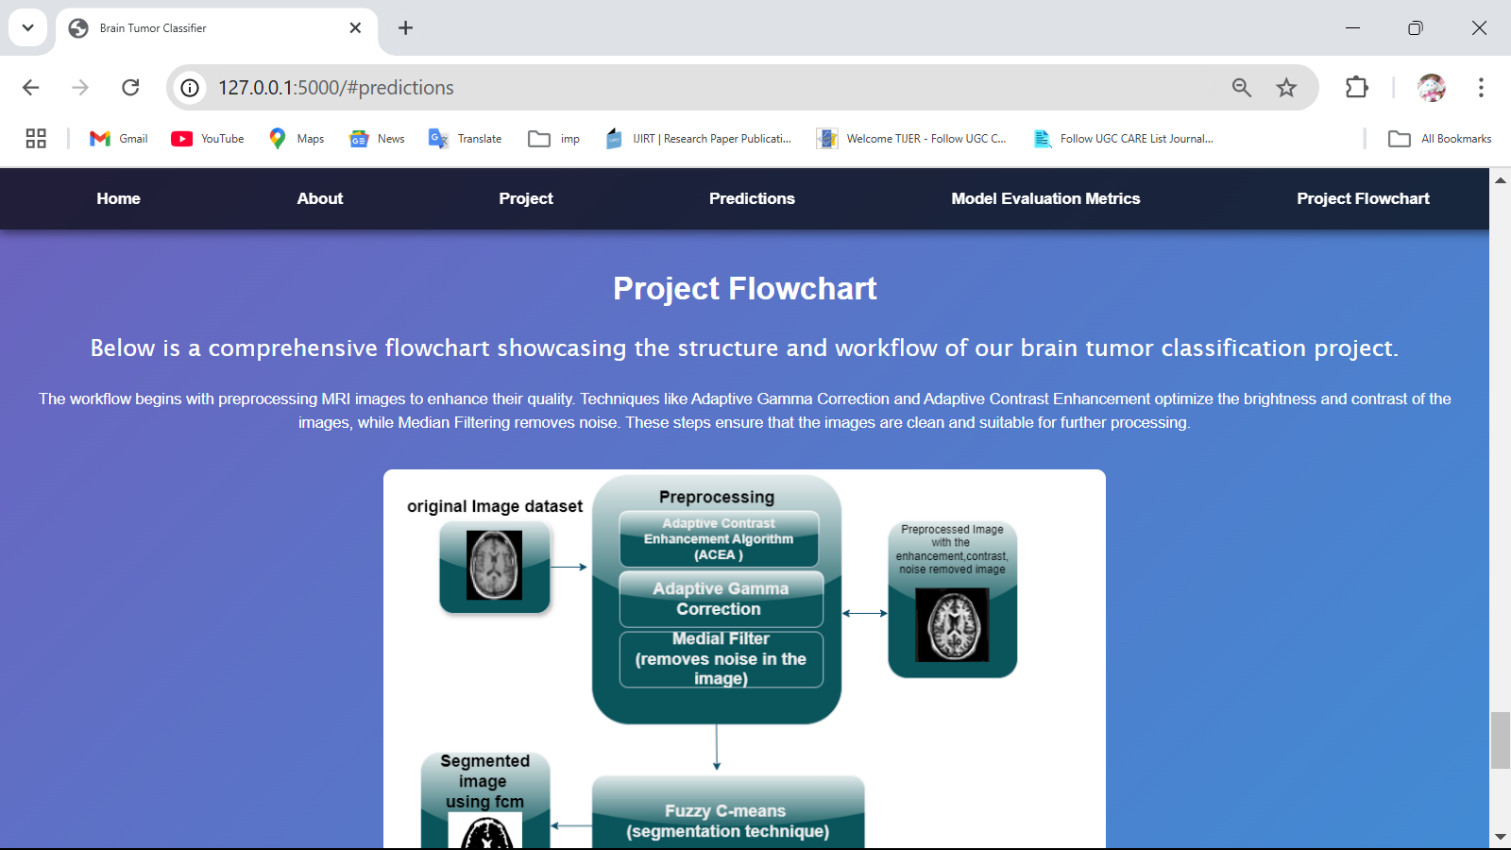 Brain Tumor Classifier
127.0.0.1:5000/#predictions
Gmail YouTube Maps News Translate imp IJIRT | Research Paper Publicati... Welcome TIJER - Follow UGC C... Follow UGC CARE List Journal... All Bookmarks
Home About Project Predictions Model Evaluation Metrics Project Flowchart
Project Flowchart
Below is a comprehensive flowchart showcasing the structure and workflow of our brain tumor classification project.
The workflow begins with preprocessing MRI images to enhance their quality. Techniques like Adaptive Gamma Correction and Adaptive Contrast Enhancement optimize the brightness and contrast of the
images, while Median Filtering removes noise. These steps ensure that the images are clean and suitable for further processing.
original Image dataset
Preprocessing
Adaptive Contrast
Enhancement Algorithm
(ACEA )
Adaptive Gamma
Correction
Medial Filter
(removes noise in the
image)
Preprocessed Image
with the
enhancement,contrast,
noise removed image
Segmented
image
using fcm
Fuzzy C-means
(segmentation technique)